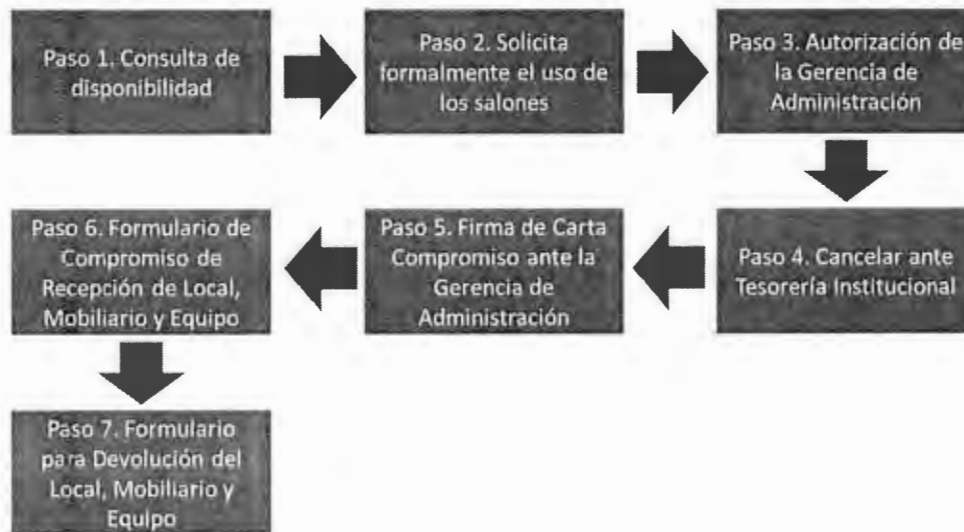 Paso 1. Consulta de
disponibilidad
Paso 2. Solicita
formalmente el uso de
los salones
Paso 3. Autorización de
la Gerencia de
Administración
Paso 4. Cancelar ante
Tesorería Institucional
Paso 5. Firma de Carta
Compromiso ante la
Gerencia de
Administración
Paso 6. Formulario de
Compromiso de
Recepción de Local,
Mobiliario y Equipo
Paso 7. Formulario
para Devolución del
Local, Mobiliario y
Equipo